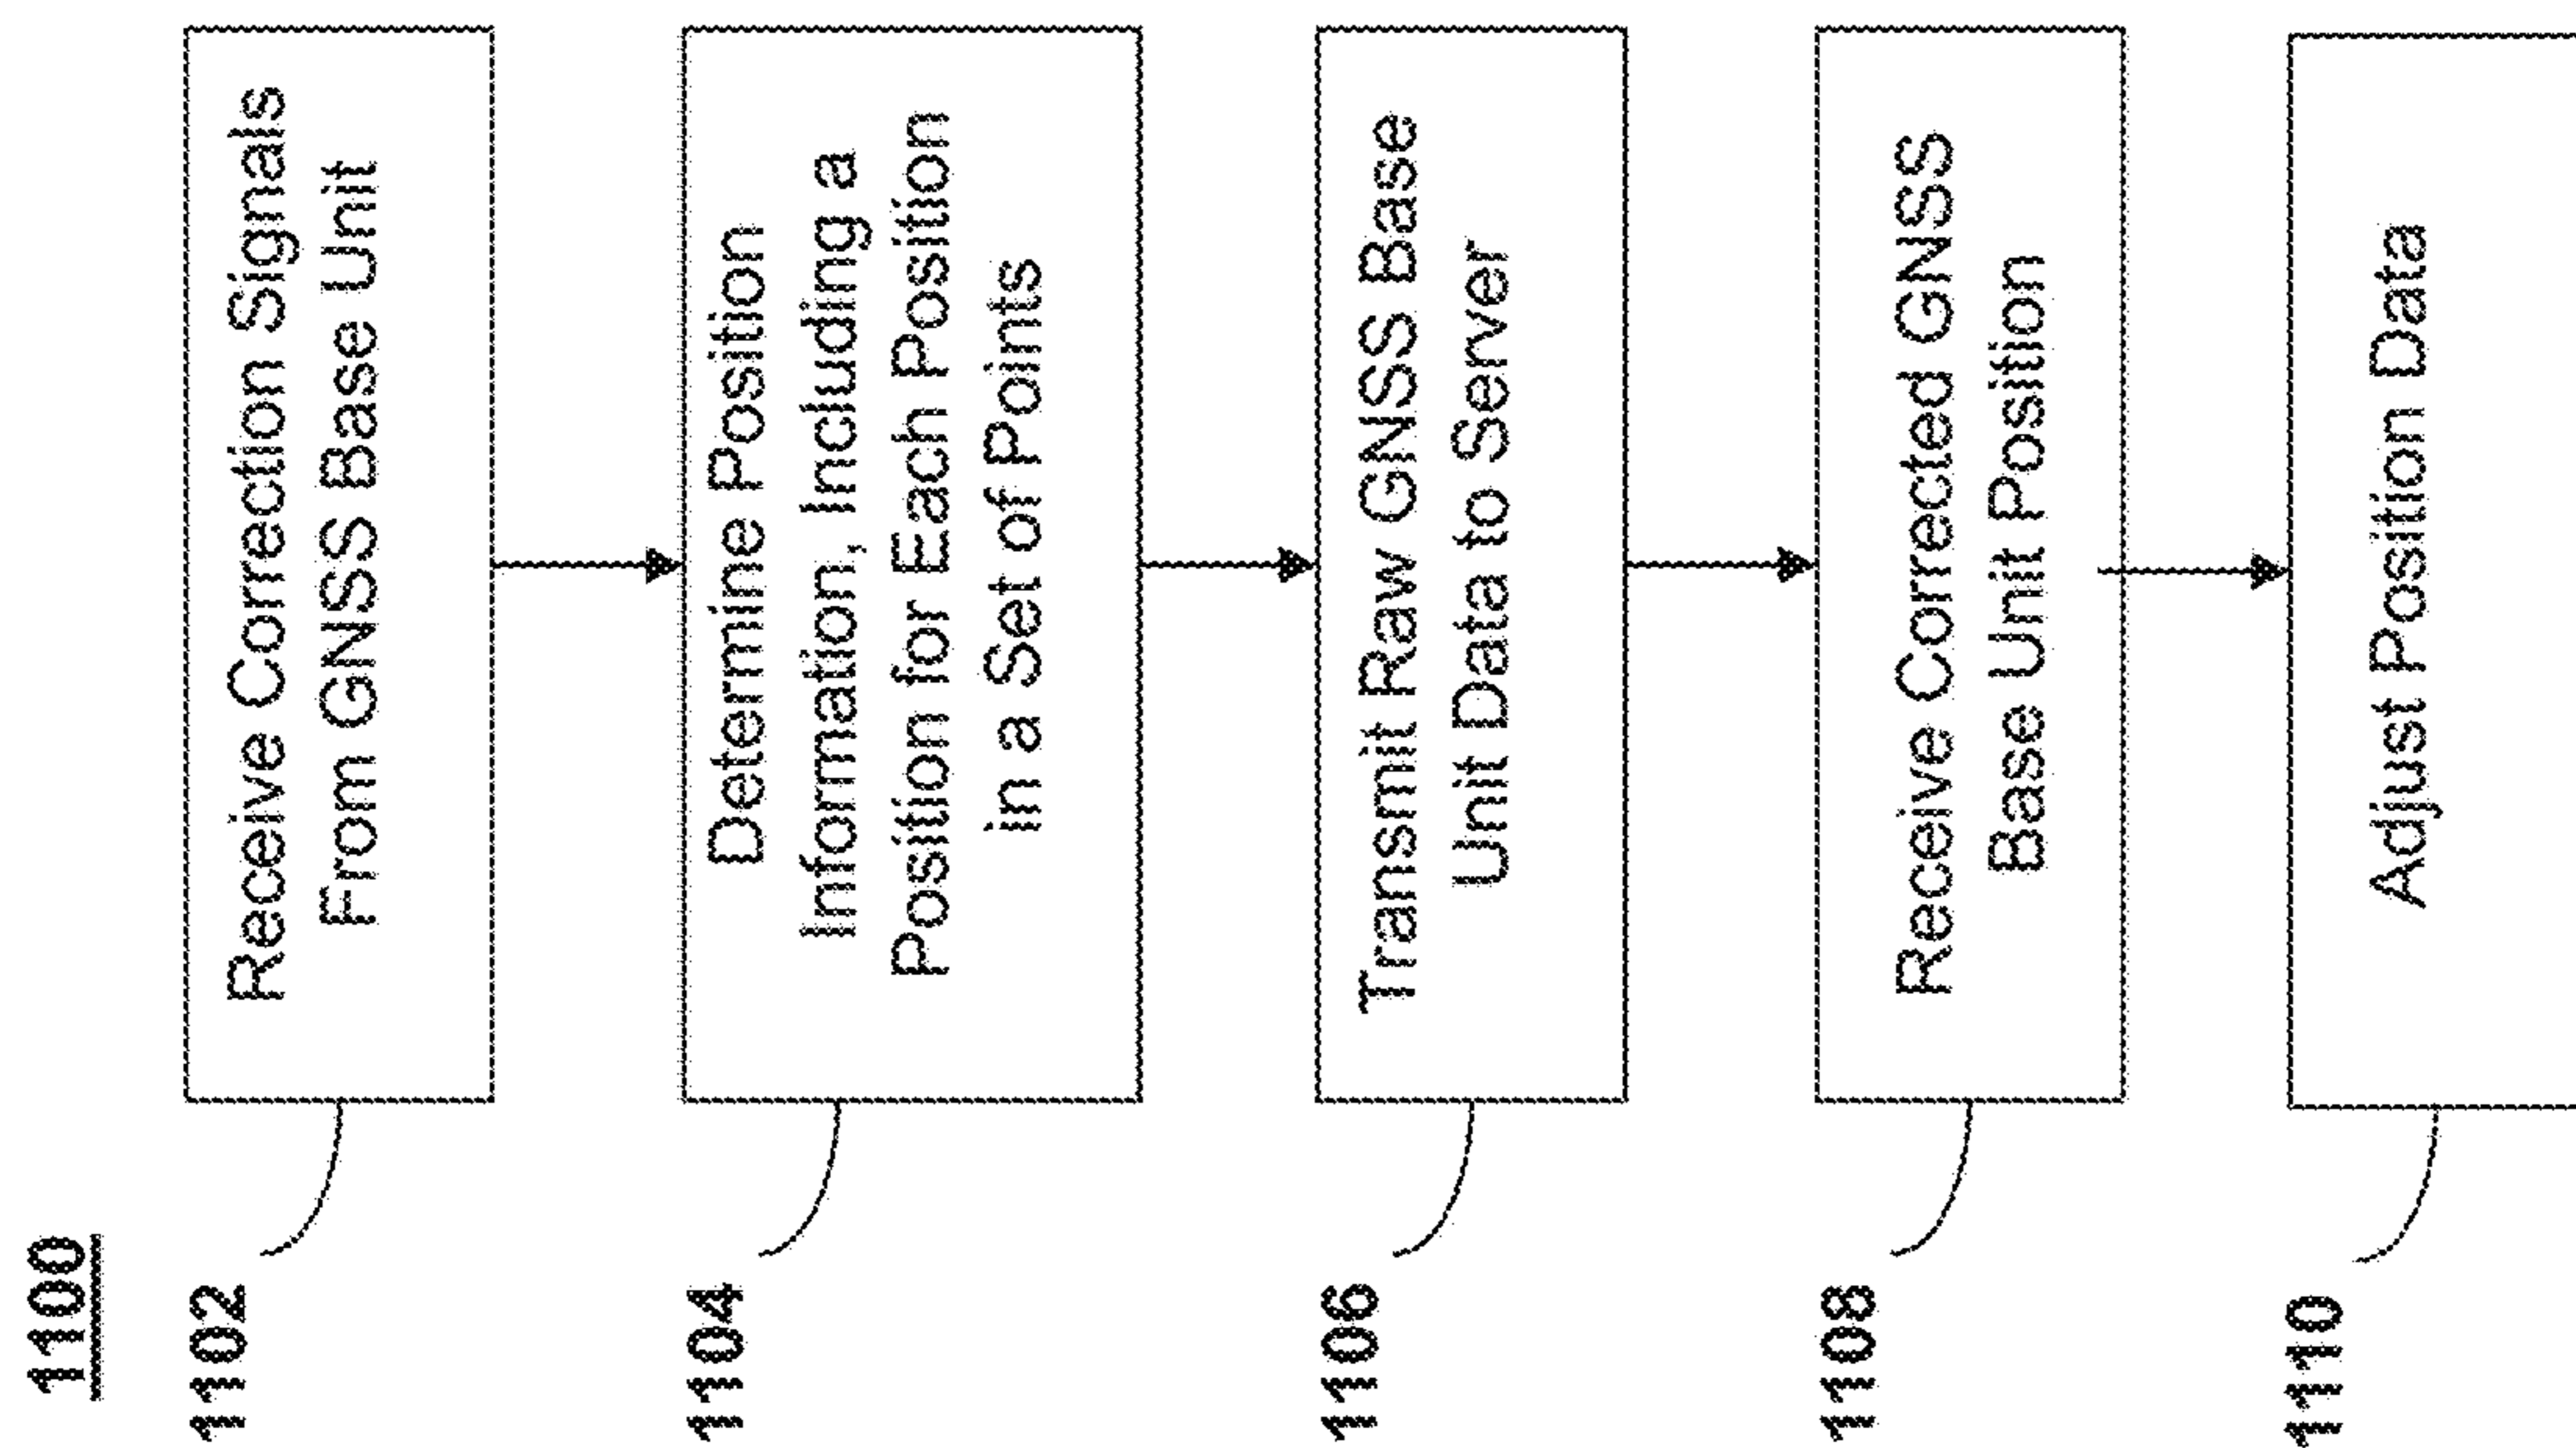 1100
1102
Receive Correction Signals
From GNSS Base Unit
1104
Determine Position
Information, Including a
Position for Each Position
in a Set of Points
1106
Transmit Raw GNSS Base
Unit Data to Server
1108
Receive Corrected GNSS
Base Unit Position
1110
Adjust Position Data